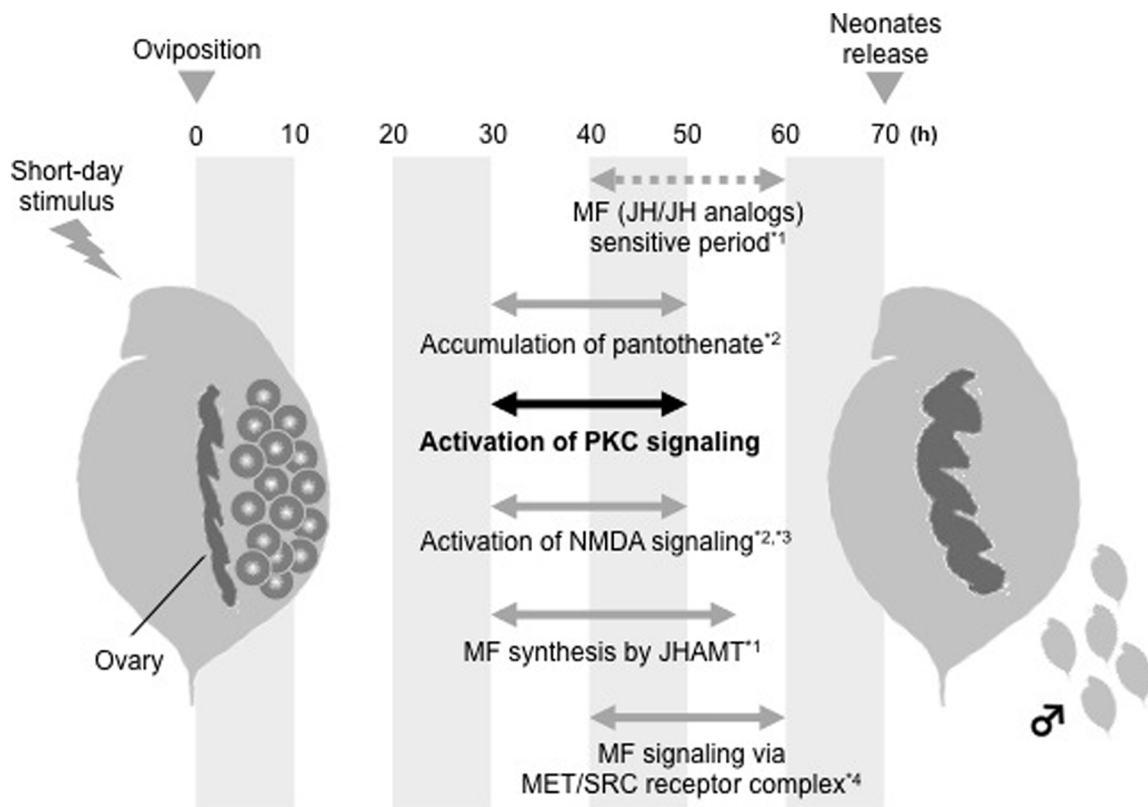 Oviposition
Neonates
release
0 10 20 30 40 50 60 70 (h)
Short-day
stimulus
MF (JH/JH analogs)
sensitive period*1
Accumulation of pantothenate*2
Activation of PKC signaling
Activation of NMDA signaling*2,*3
MF synthesis by JHAMT*1
Ovary
MF signaling via
MET/SRC receptor complex*4
♂